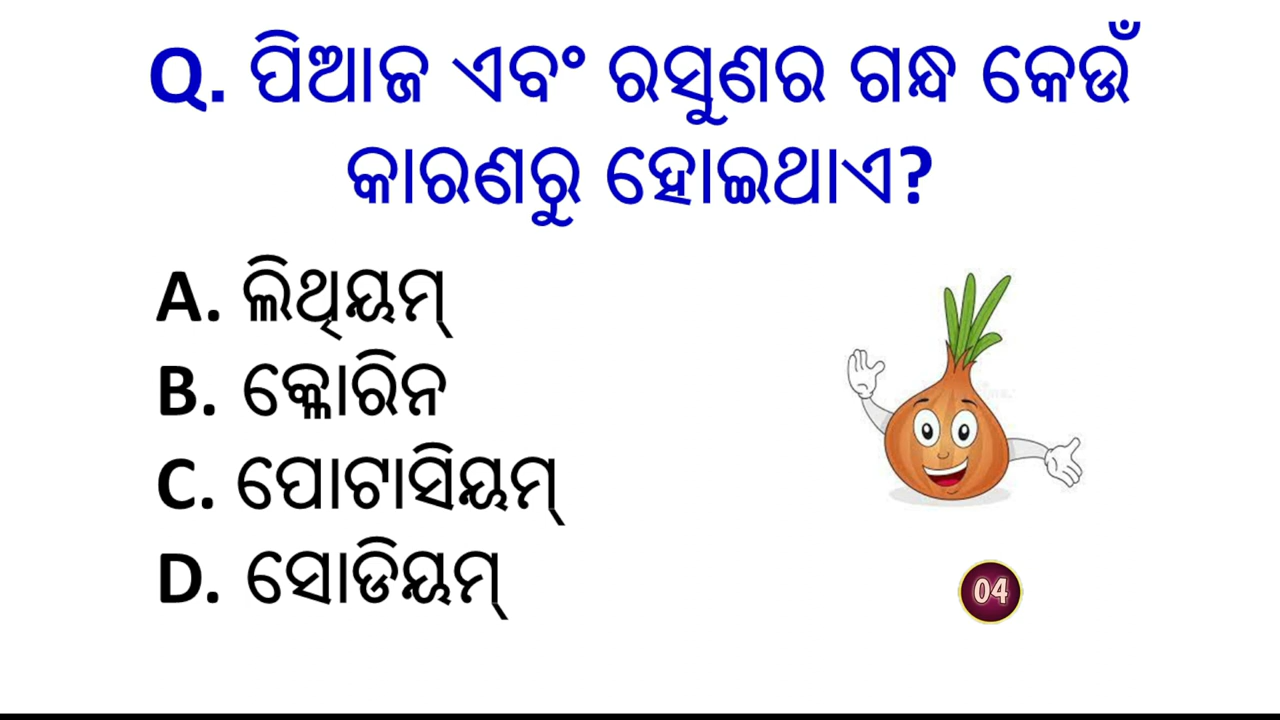 Q. ପିଆଜ ଏବଂ ରସୁଣର ଗନ୍ଧ କେଉଁ
କାରଣରୁ ହୋଇଥାଏ?
A. ଲିଥିୟମ୍
B. କ୍ଳୋରିନ
C. ପୋଟାସିୟମ୍
D. ସୋଡିୟମ୍
04